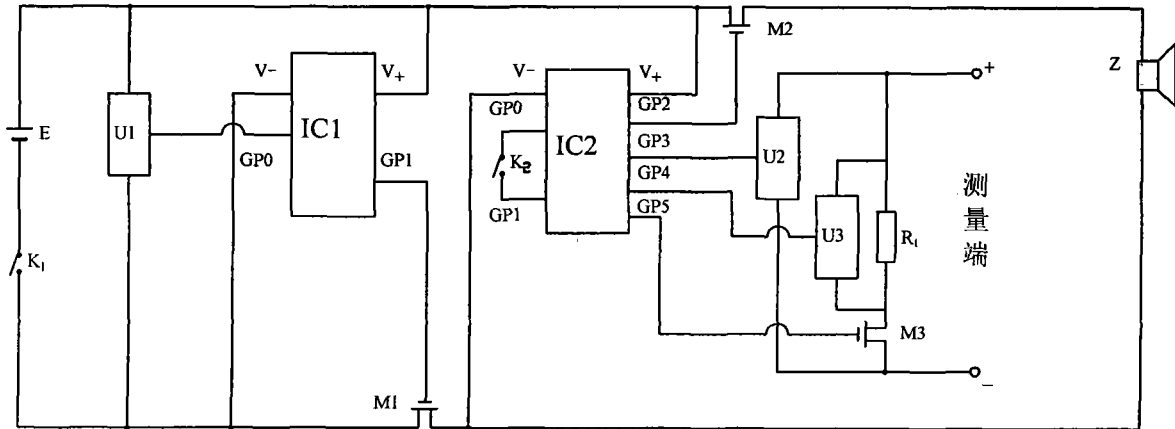 E
K1
U1
V-
V+
GP0
IC1
GP1
M1
V-
V+
GP0
GP2
IC2
K2
GP1
GP3
GP4
GP5
M2
U2
U3
R1
M3
+
测量端
−
Z